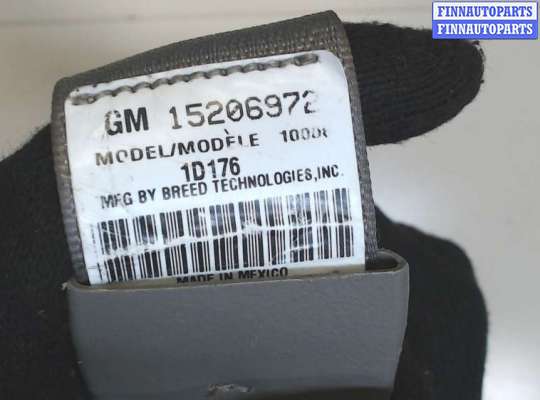 FINNAUTOPARTS
FINNAUTOPARTS
GM 15206972
MODEL/MODÈLE
1D176
MFG BY BREED TECHNOLOGIES,INC.
MADE IN MEXICO